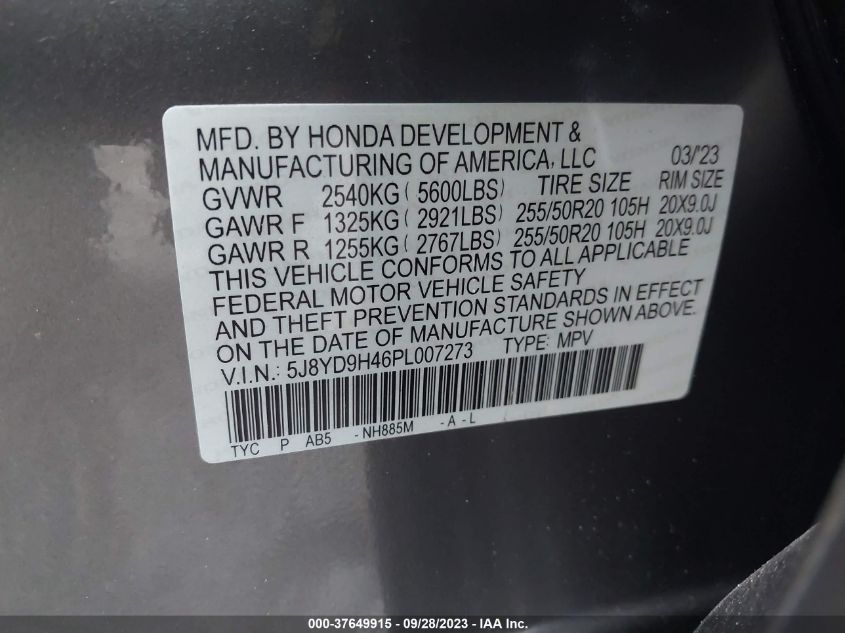 MFD. BY HONDA DEVELOPMENT &
MANUFACTURING OF AMERICA, LLC 03/'23
GVWR 2540KG ( 5600LBS) TIRE SIZE RIM SIZE
GAWR F 1325KG ( 2921LBS) 255/50R20 105H 20X9.0J
GAWR R 1255KG ( 2767LBS) 255/50R20 105H 20X9.0J
THIS VEHICLE CONFORMS TO ALL APPLICABLE
FEDERAL MOTOR VEHICLE SAFETY
AND THEFT PREVENTION STANDARDS IN EFFECT
ON THE DATE OF MANUFACTURE SHOWN ABOVE.
V.I.N.: 5J8YD9H46PL007273 TYPE: MPV
TYC P AB5 -NH885M -A-L
000-37649915 - 09/28/2023 - IAA Inc.